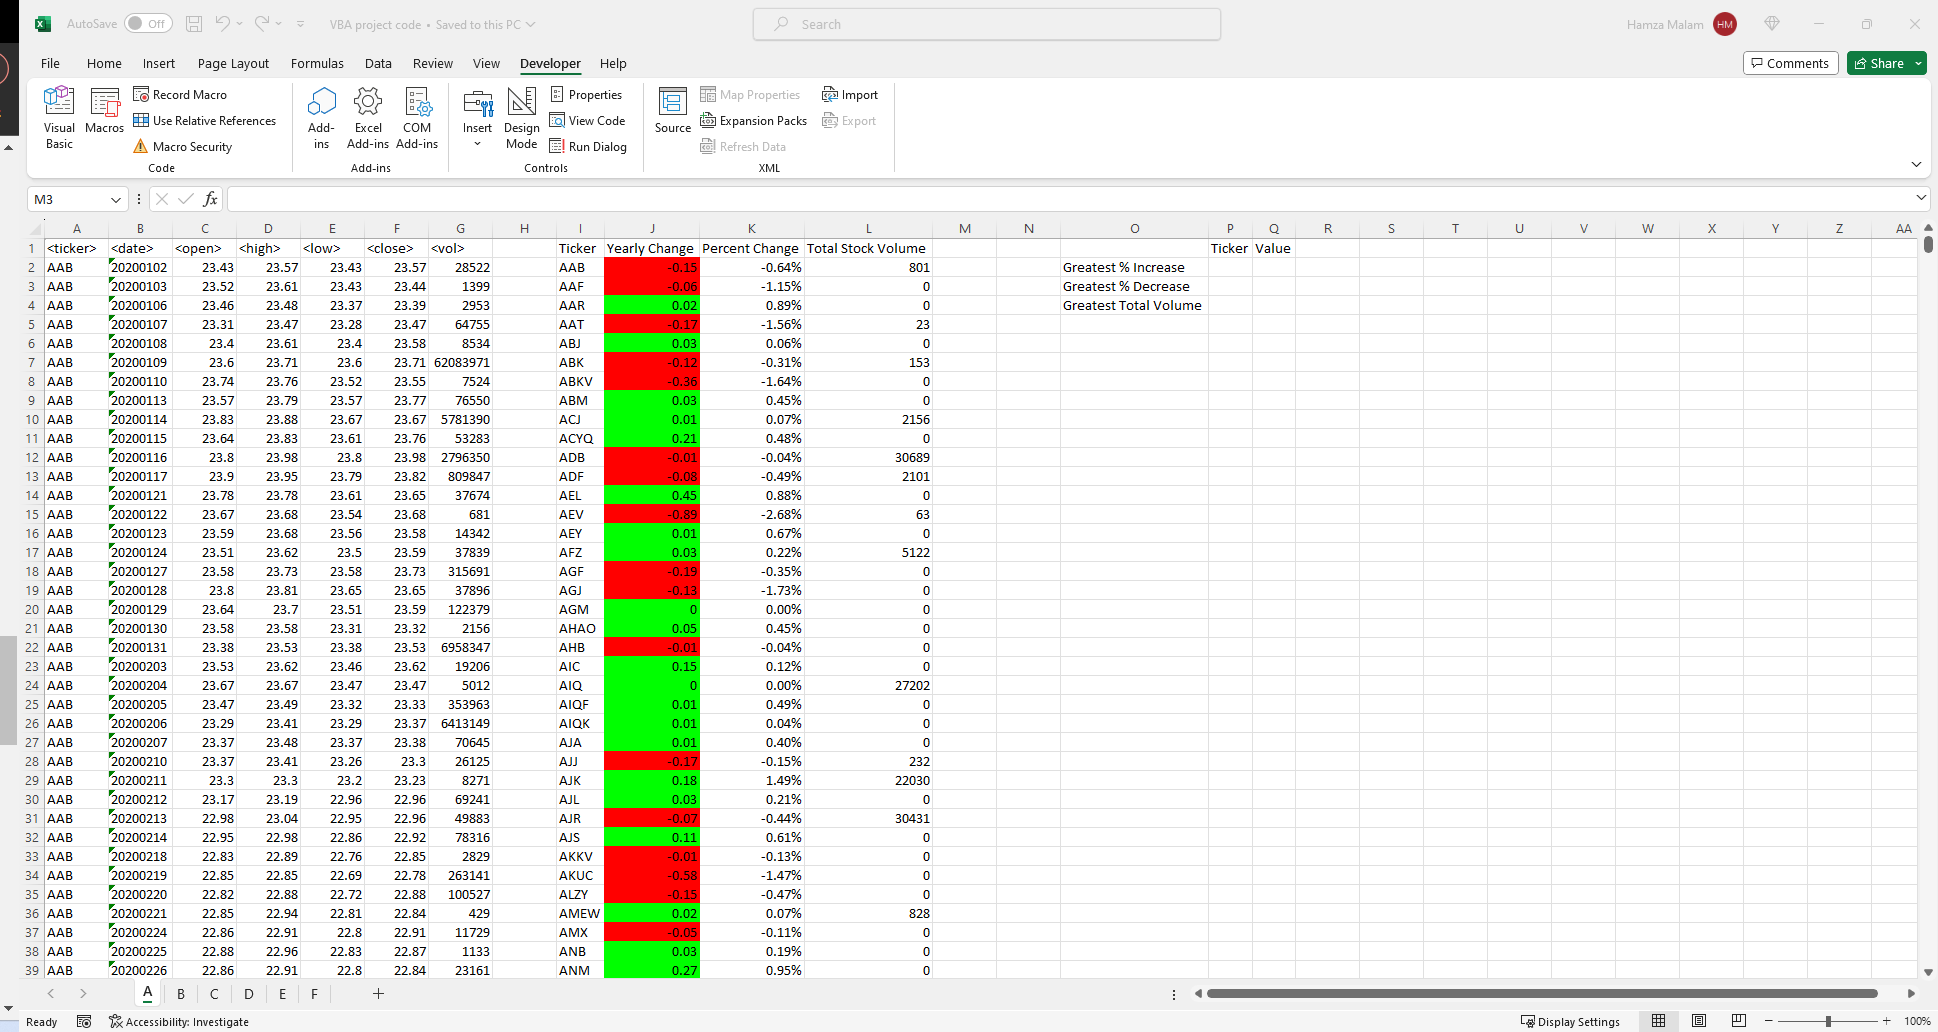 AutoSave Off VBA project code • Saved to this PC Search Hamza Malam HM
File Home Insert Page Layout Formulas Data Review View Developer Help Comments Share
Visual Basic Macros Record Macro Use Relative References Macro Security Code
Add-ins Excel Add-ins COM Add-ins Add-ins
Insert Design Mode Properties View Code Run Dialog Controls
Source Map Properties Expansion Packs Refresh Data Import Export XML
M3 fx
A B C D E F G H I J K L M N O P Q R S T U V W X Y Z AA
1 <ticker> <date> <open> <high> <low> <close> <vol> Ticker Yearly Change Percent Change Total Stock Volume Ticker Value
2 AAB 20200102 23.43 23.57 23.43 23.57 28522 AAB -0.15 -0.64% 801 Greatest % Increase
3 AAB 20200103 23.52 23.61 23.43 23.44 1399 AAF -0.06 -1.15% 0 Greatest % Decrease
4 AAB 20200106 23.46 23.48 23.37 23.39 2953 AAR 0.02 0.89% 0 Greatest Total Volume
5 AAB 20200107 23.31 23.47 23.28 23.47 64755 AAT -0.17 -1.56% 23
6 AAB 20200108 23.4 23.61 23.4 23.58 8534 ABJ 0.03 0.06% 0
7 AAB 20200109 23.6 23.71 23.6 23.71 62083971 ABK -0.12 -0.31% 153
8 AAB 20200110 23.74 23.76 23.52 23.55 7524 ABKV -0.36 -1.64% 0
9 AAB 20200113 23.57 23.79 23.57 23.77 76550 ABM 0.03 0.45% 0
10 AAB 20200114 23.83 23.88 23.67 23.67 5781390 ACJ 0.01 0.07% 2156
11 AAB 20200115 23.64 23.83 23.61 23.76 53283 ACYQ 0.21 0.48% 0
12 AAB 20200116 23.8 23.98 23.8 23.98 2796350 ADB -0.01 -0.04% 30689
13 AAB 20200117 23.9 23.95 23.79 23.82 809847 ADF -0.08 -0.49% 2101
14 AAB 20200121 23.78 23.78 23.61 23.65 37674 AEL 0.45 0.88% 0
15 AAB 20200122 23.67 23.68 23.54 23.68 681 AEV -0.89 -2.68% 63
16 AAB 20200123 23.59 23.68 23.56 23.58 14342 AEY 0.01 0.67% 0
17 AAB 20200124 23.51 23.62 23.5 23.59 37839 AFZ 0.03 0.22% 5122
18 AAB 20200127 23.58 23.73 23.58 23.73 315691 AGF -0.19 -0.35% 0
19 AAB 20200128 23.8 23.81 23.65 23.65 37896 AGJ -0.13 -1.73% 0
20 AAB 20200129 23.64 23.7 23.51 23.59 122379 AGM 0 0.00% 0
21 AAB 20200130 23.58 23.58 23.31 23.32 2156 AHAO 0.05 0.45% 0
22 AAB 20200131 23.38 23.53 23.38 23.53 6958347 AHB -0.01 -0.04% 0
23 AAB 20200203 23.53 23.62 23.46 23.62 19206 AIC 0.15 0.12% 0
24 AAB 20200204 23.67 23.67 23.47 23.47 5012 AIQ 0 0.00% 27202
25 AAB 20200205 23.47 23.49 23.32 23.33 353963 AIQF 0.01 0.49% 0
26 AAB 20200206 23.29 23.41 23.29 23.37 6413149 AIQK 0.01 0.04% 0
27 AAB 20200207 23.37 23.48 23.37 23.38 70645 AJA 0.01 0.40% 0
28 AAB 20200210 23.37 23.41 23.26 23.3 26125 AJJ -0.17 -0.15% 232
29 AAB 20200211 23.3 23.3 23.2 23.23 8271 AJK 0.18 1.49% 22030
30 AAB 20200212 23.17 23.19 22.96 22.96 69241 AJL 0.03 0.21% 0
31 AAB 20200213 22.98 23.04 22.95 22.96 49883 AJR -0.07 -0.44% 30431
32 AAB 20200214 22.95 22.98 22.86 22.92 78316 AJS 0.11 0.61% 0
33 AAB 20200218 22.83 22.89 22.76 22.85 2829 AKKV -0.01 -0.13% 0
34 AAB 20200219 22.85 22.85 22.69 22.78 263141 AKUC -0.58 -1.47% 0
35 AAB 20200220 22.82 22.88 22.72 22.88 100527 ALZY -0.15 -0.47% 0
36 AAB 20200221 22.85 22.94 22.81 22.84 429 AMEW 0.02 0.07% 828
37 AAB 20200224 22.86 22.91 22.8 22.91 11729 AMX -0.05 -0.11% 0
38 AAB 20200225 22.88 22.96 22.83 22.87 1133 ANB 0.03 0.19% 0
39 AAB 20200226 22.86 22.91 22.8 22.84 23161 ANM 0.27 0.95% 0
A B C D E F
Ready Accessibility: Investigate Display Settings 100%